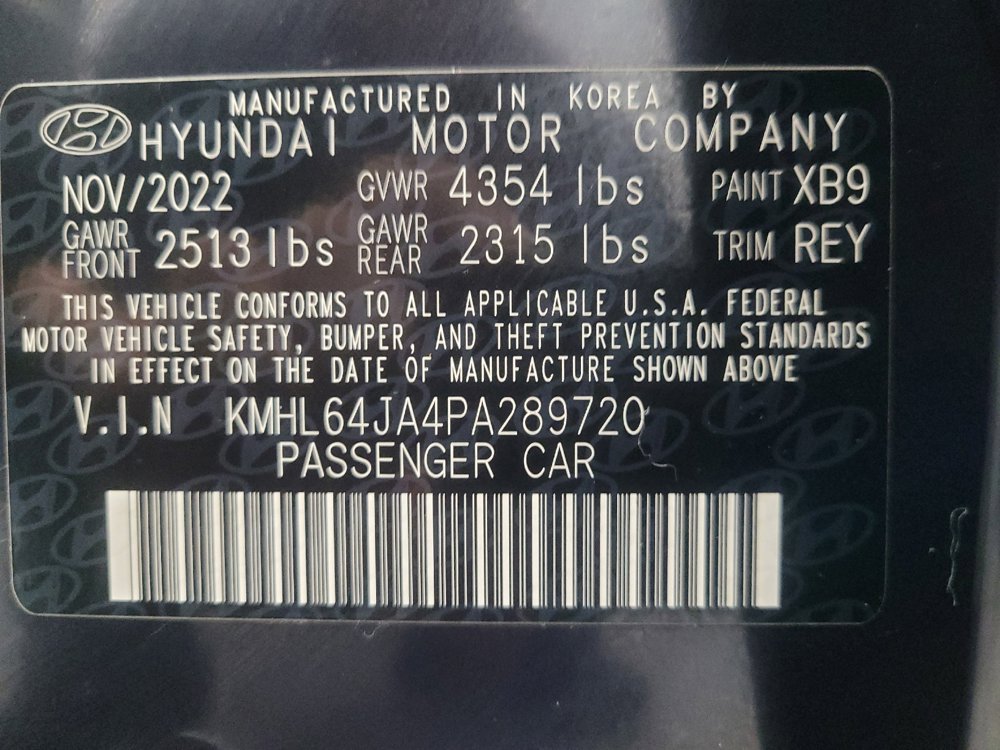 MANUFACTURED IN KOREA BY
HYUNDAI MOTOR COMPANY
NOV/2022 GVWR 4354 lbs PAINT XB9
GAWR FRONT 2513 lbs GAWR REAR 2315 lbs TRIM REY
THIS VEHICLE CONFORMS TO ALL APPLICABLE U.S.A. FEDERAL
MOTOR VEHICLE SAFETY, BUMPER, AND THEFT PREVENTION STANDARDS
IN EFFECT ON THE DATE OF MANUFACTURE SHOWN ABOVE
V.I.N KMHL64JA4PA289720
PASSENGER CAR